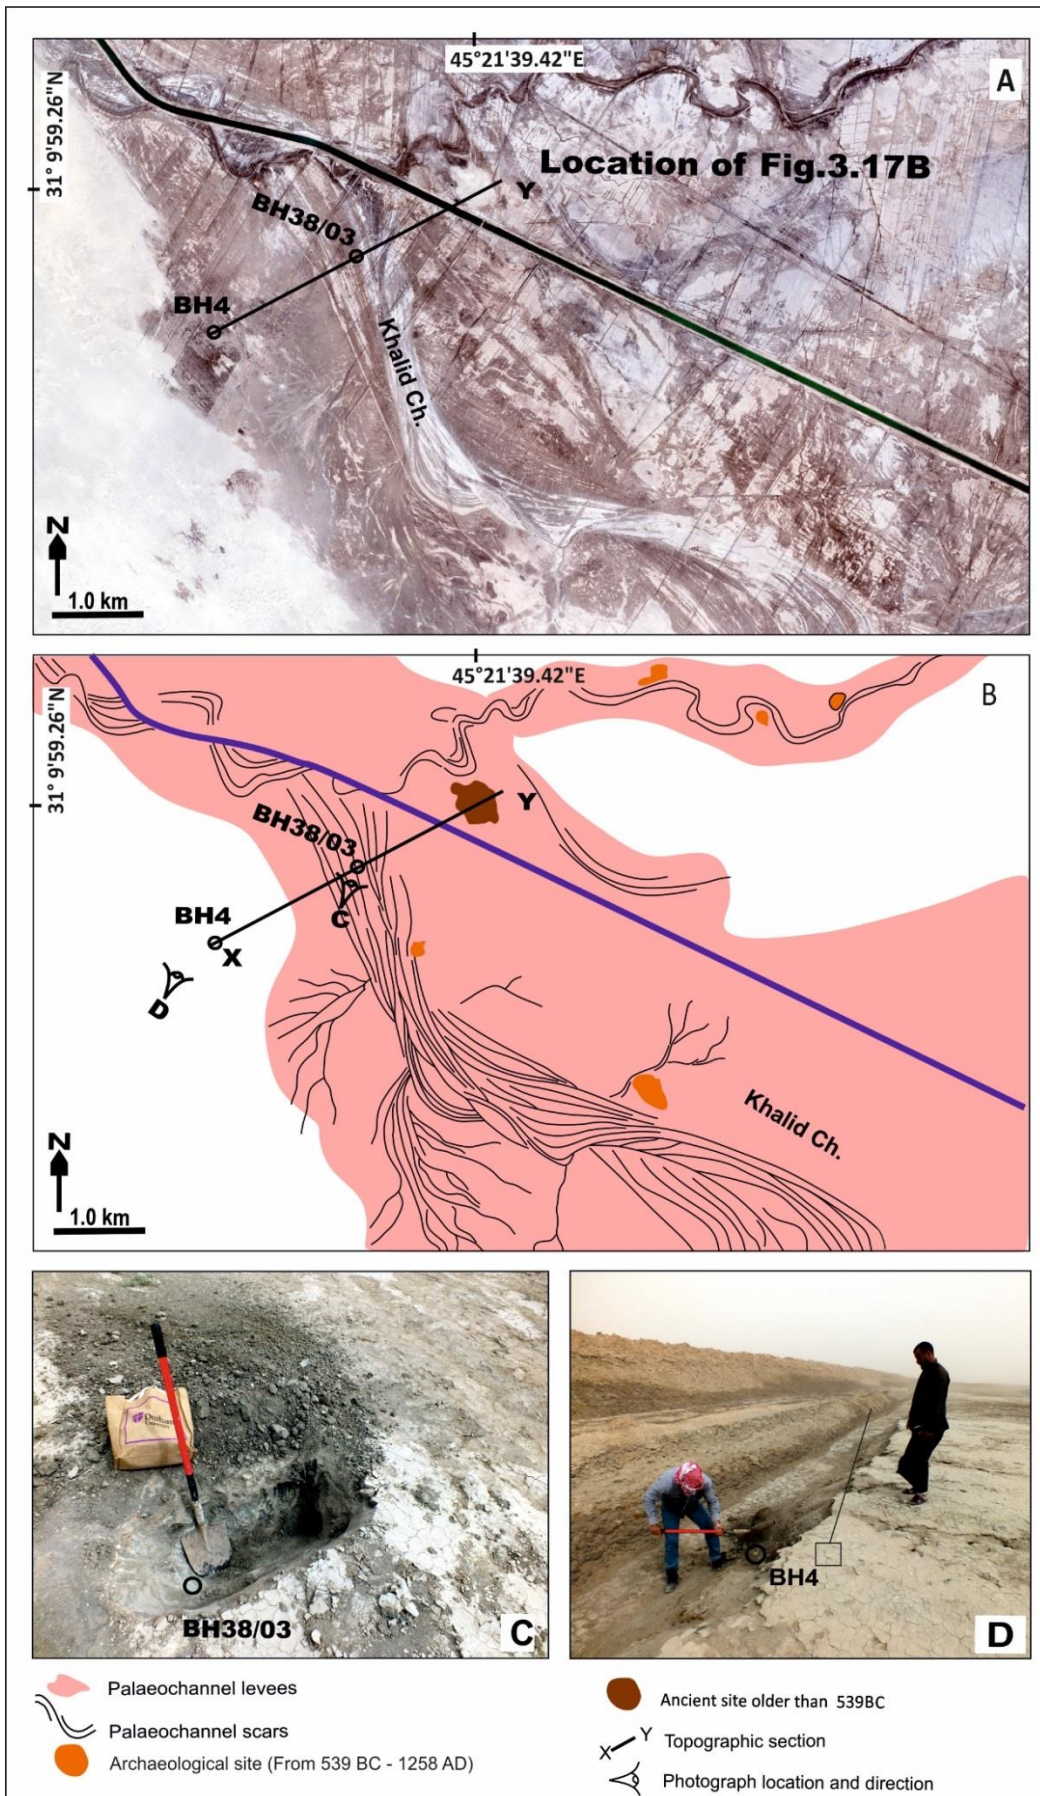 45°21'39.42"E
A
31° 9'59.26"N
Location of Fig.3.17B
Y
BH38/03
BH4
Khalid Ch.
N
1.0 km
45°21'39.42"E
B
31° 9'59.26"N
Y
BH38/03
C
BH4
X
D
Khalid Ch.
N
1.0 km
Durham
University
BH38/03
C
BH4
D
Palaeochannel levees
Palaeochannel scars
Archaeological site (From 539 BC - 1258 AD)
Ancient site older than 539BC
X Y Topographic section
Photograph location and direction